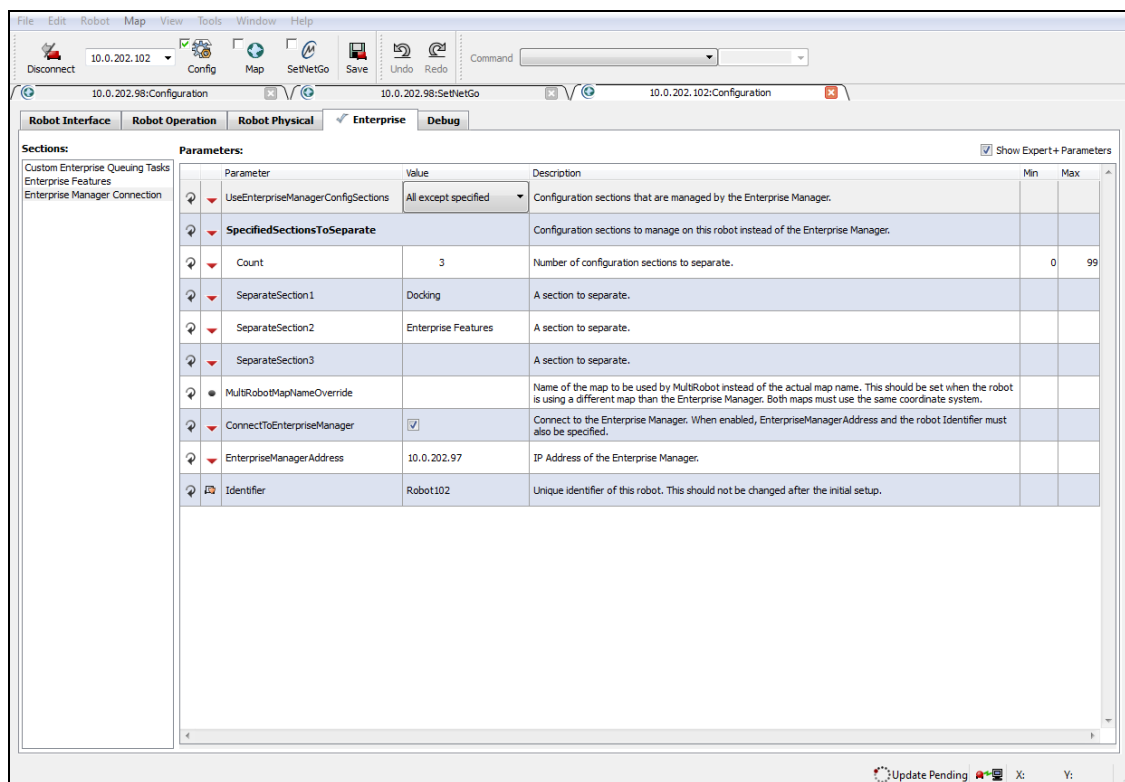 File Edit Robot Map View Tools Window Help
Disconnect 10.0.202.102 Config Map SetNetGo Save Undo Redo Command
10.0.202.98:Configuration 10.0.202.98:SetNetGo 10.0.202.102:Configuration
Robot Interface Robot Operation Robot Physical Enterprise Debug
Sections:
Custom Enterprise Queuing Tasks
Enterprise Features
Enterprise Manager Connection
Parameters: Show Expert+ Parameters
Parameter Value Description Min Max
UseEnterpriseManagerConfigSections All except specified Configuration sections that are managed by the Enterprise Manager.
SpecifiedSectionsToSeparate Configuration sections to manage on this robot instead of the Enterprise Manager.
Count 3 Number of configuration sections to separate. 0 99
SeparateSection1 Docking A section to separate.
SeparateSection2 Enterprise Features A section to separate.
SeparateSection3 A section to separate.
MultiRobotMapNameOverride Name of the map to be used by MultiRobot instead of the actual map name. This should be set when the robot
is using a different map than the Enterprise Manager. Both maps must use the same coordinate system.
ConnectToEnterpriseManager Connect to the Enterprise Manager. When enabled, EnterpriseManagerAddress and the robot Identifier must
also be specified.
EnterpriseManagerAddress 10.0.202.97 IP Address of the Enterprise Manager.
Identifier Robot102 Unique identifier of this robot. This should not be changed after the initial setup.
Update Pending X: Y: